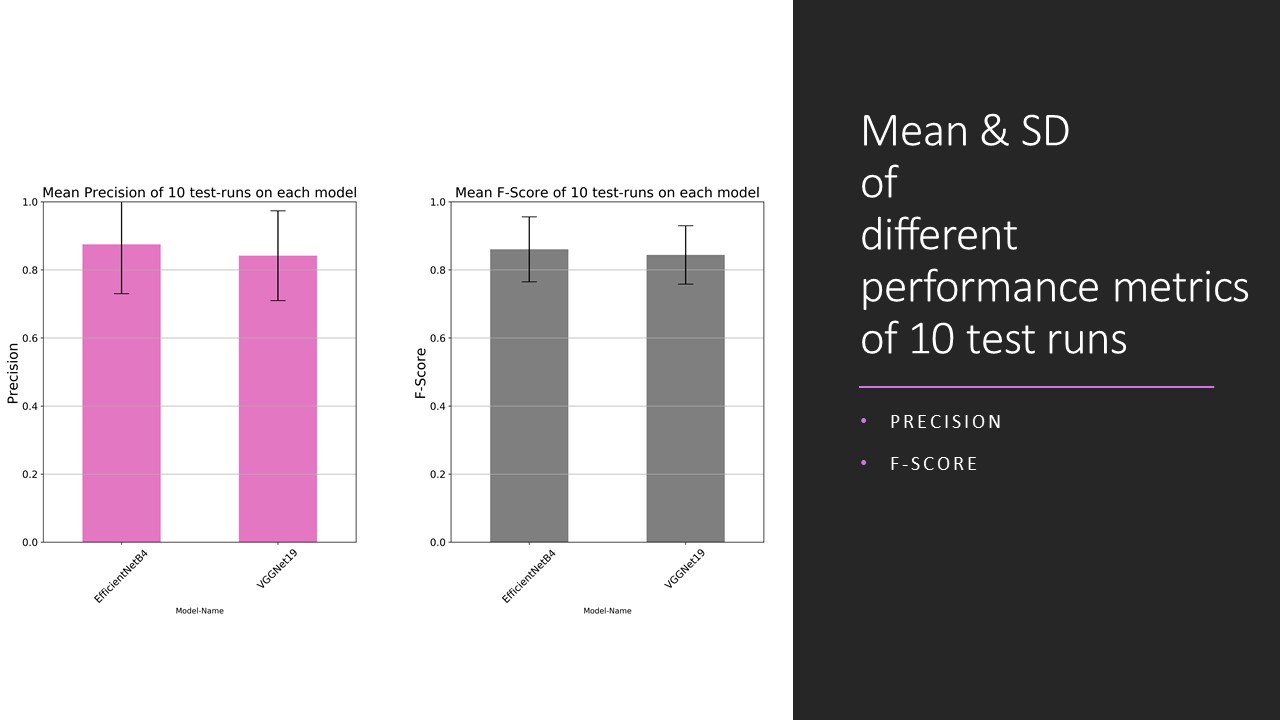 Mean Precision of 10 test-runs on each model
1.0
0.8
0.6
0.4
0.2
0.0
Precision
EfficientNetB4
VGGNet19
Model-Name
Mean F-Score of 10 test-runs on each model
1.0
0.8
0.6
0.4
0.2
0.0
F-Score
EfficientNetB4
VGGNet19
Model-Name
Mean & SD
of
different
performance metrics
of 10 test runs
• PRECISION
• F-SCORE